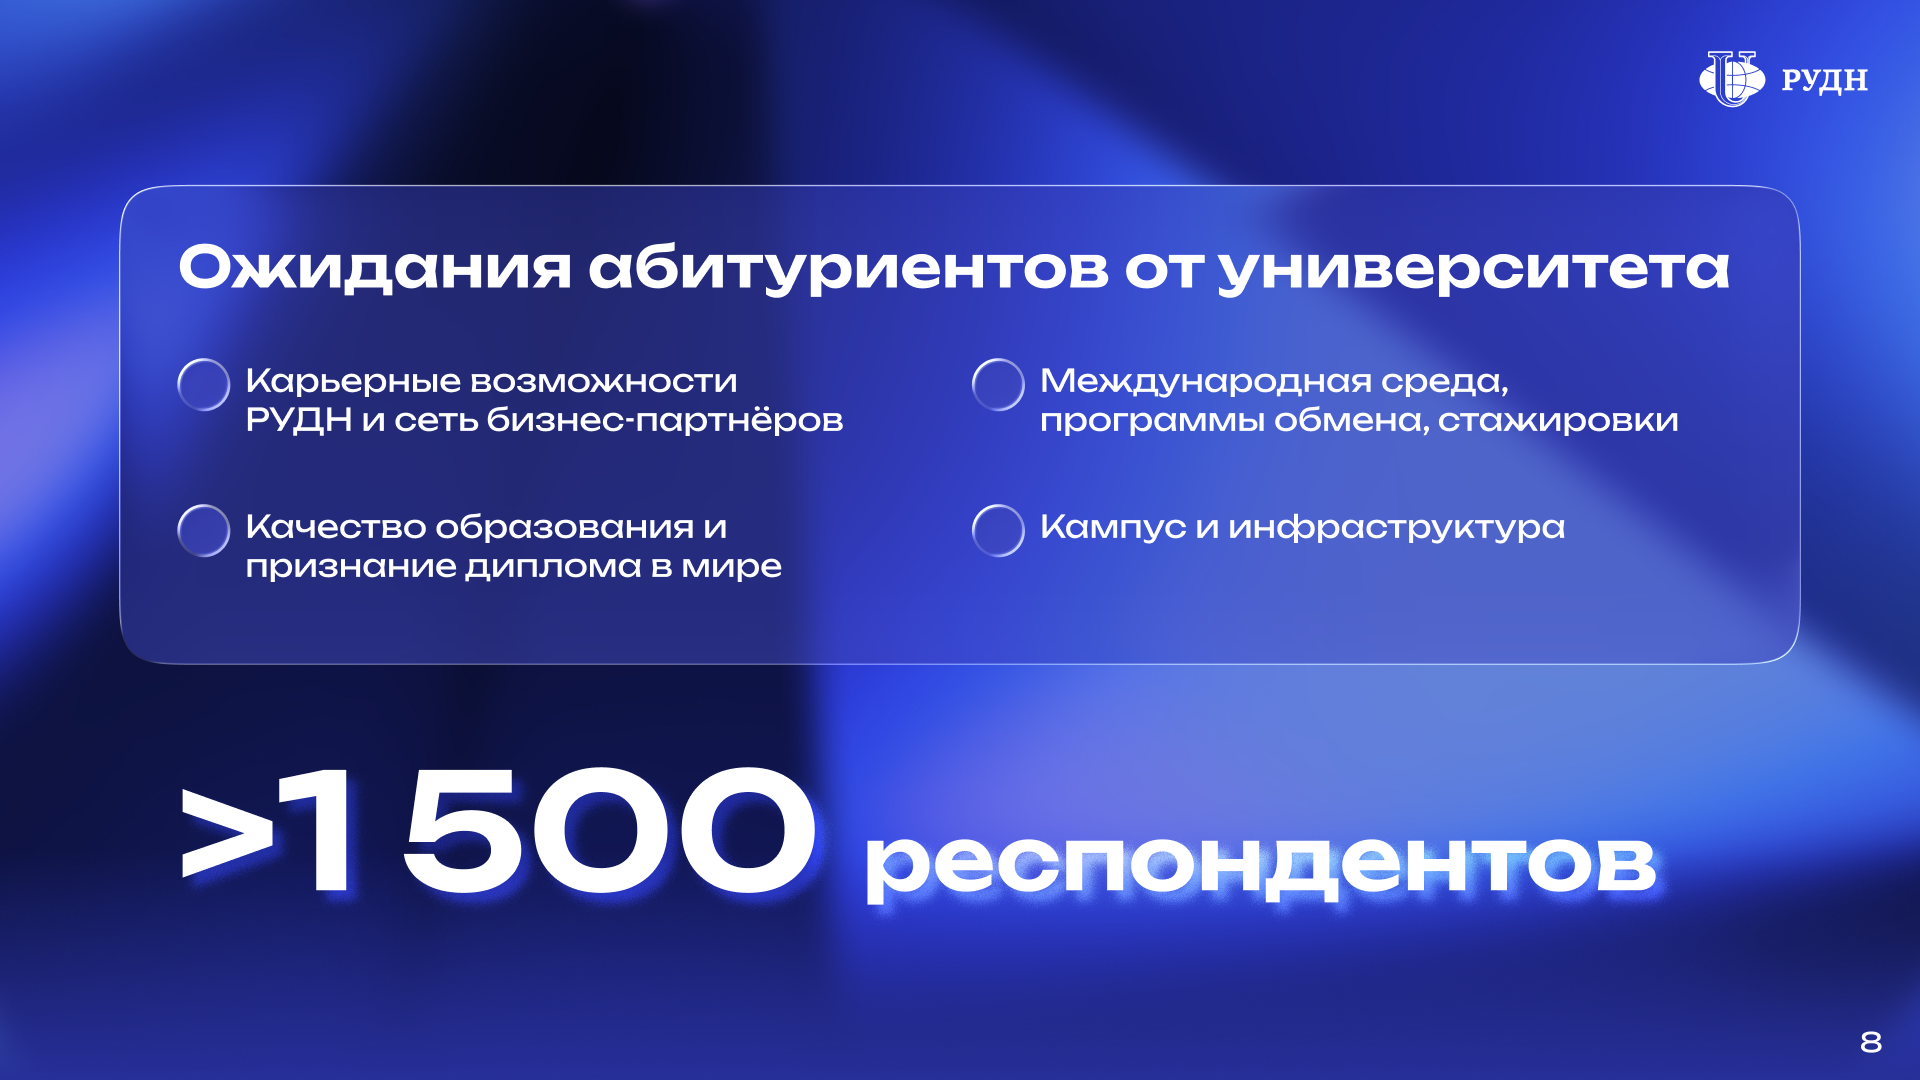 РУДН
Ожидания абитуриентов от университета
Карьерные возможности
РУДН и сеть бизнес-партнёров
Международная среда,
программы обмена, стажировки
Качество образования и
признание диплома в мире
Кампус и инфраструктура
>1 500 респондентов
8